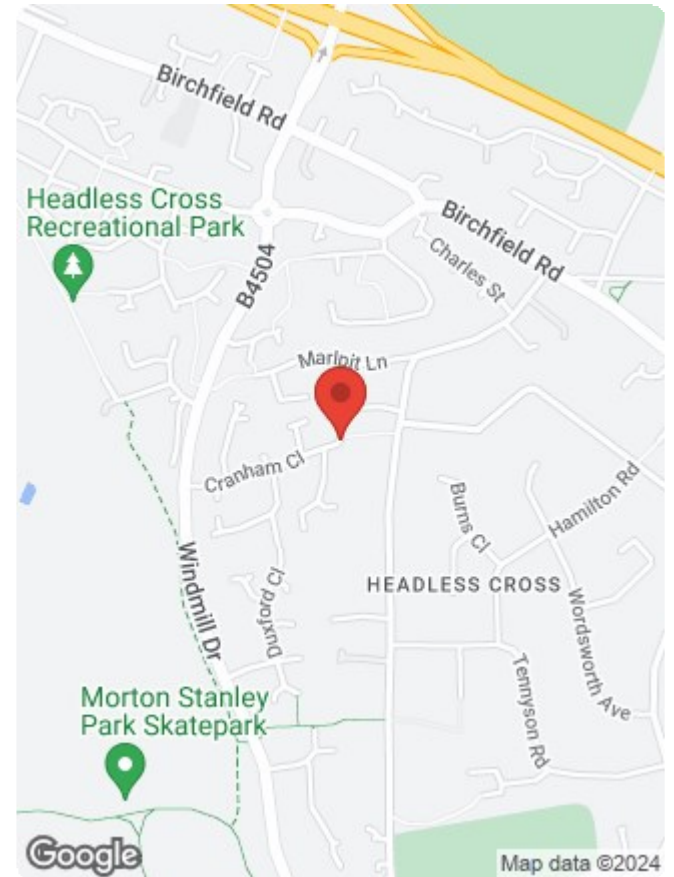 Birchfield Rd
Headless Cross
Recreational Park
Birchfield Rd
Charles St
B4504
Marlpit Ln
Cranham Cl
Burns Cl
Hamilton Rd
Windmill Dr
Duxford Cl
HEADLESS CROSS
Wordsworth Ave
Tennyson Rd
Morton Stanley
Park Skatepark
Google
Map data ©2024